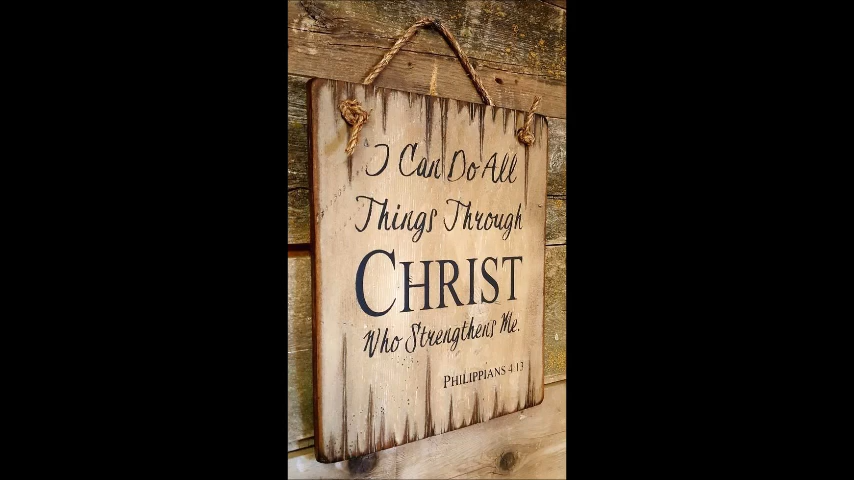 I Can Do All
Things Through
CHRIST
Who Strengthens Me.
PHILIPPIANS 4:13